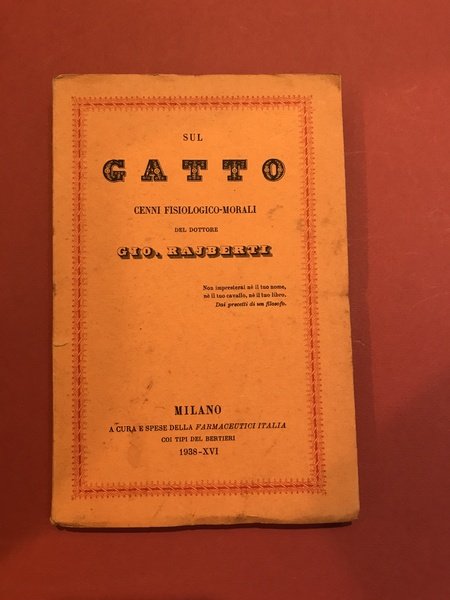 SUL
GATTO
CENNI FISIOLOGICO-MORALI
DEL DOTTORE
GIO. RAJBERTI
Non impresterai nè il tuo nome,
nè il tuo cavallo, nè il tuo libro.
Dai precetti di un filosofo.
MILANO
A CURA E SPESE DELLA FARMACEUTICI ITALIA
COI TIPI DEL BERTIERI
1938-XVI